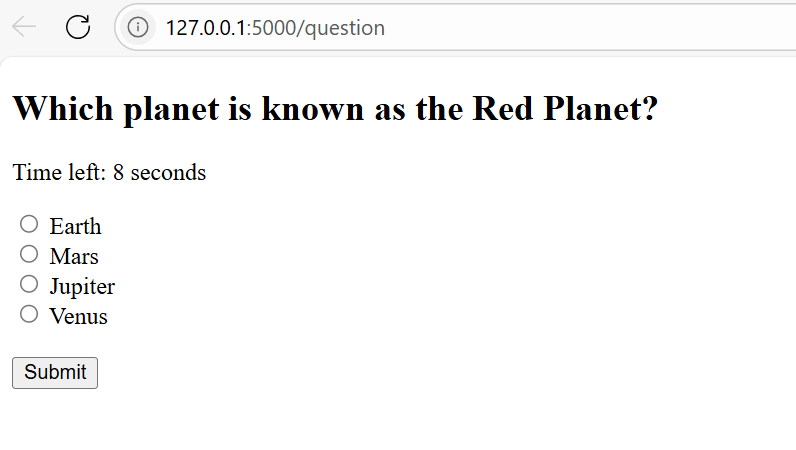 127.0.0.1:5000/question
Which planet is known as the Red Planet?
Time left: 8 seconds
Earth
Mars
Jupiter
Venus
Submit